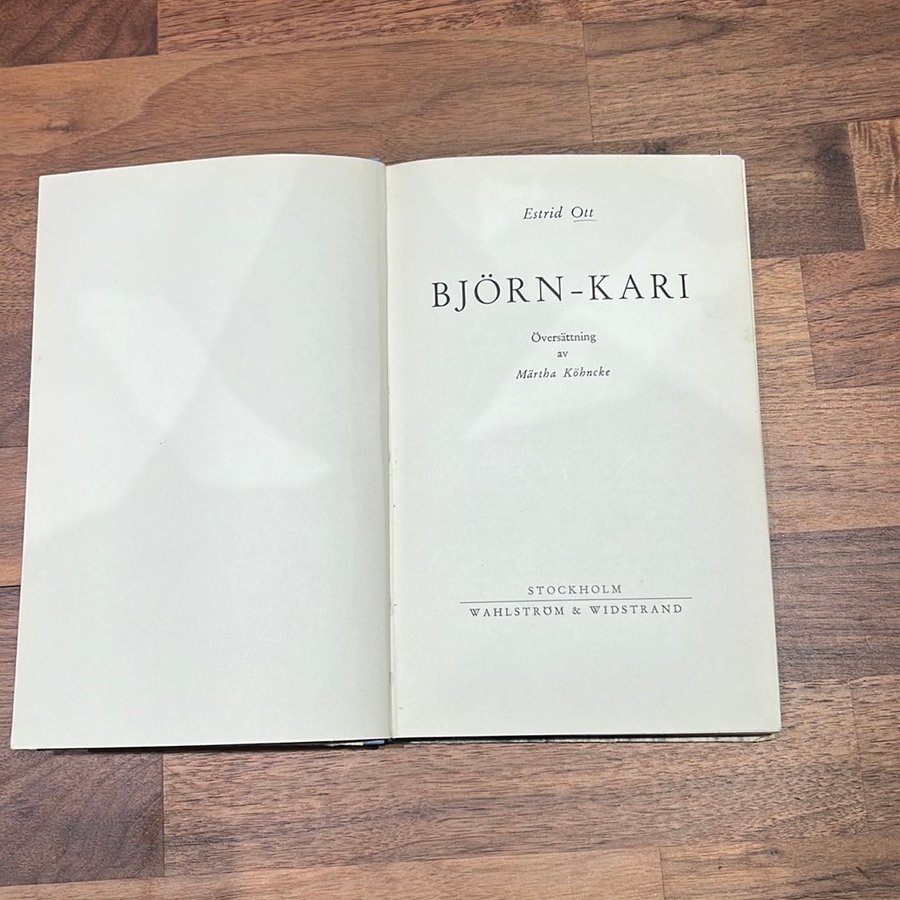 Estrid Ott
BJÖRN-KARI
Översättning
av
Märtha Köhncke
STOCKHOLM
WAHLSTRÖM & WIDSTRAND